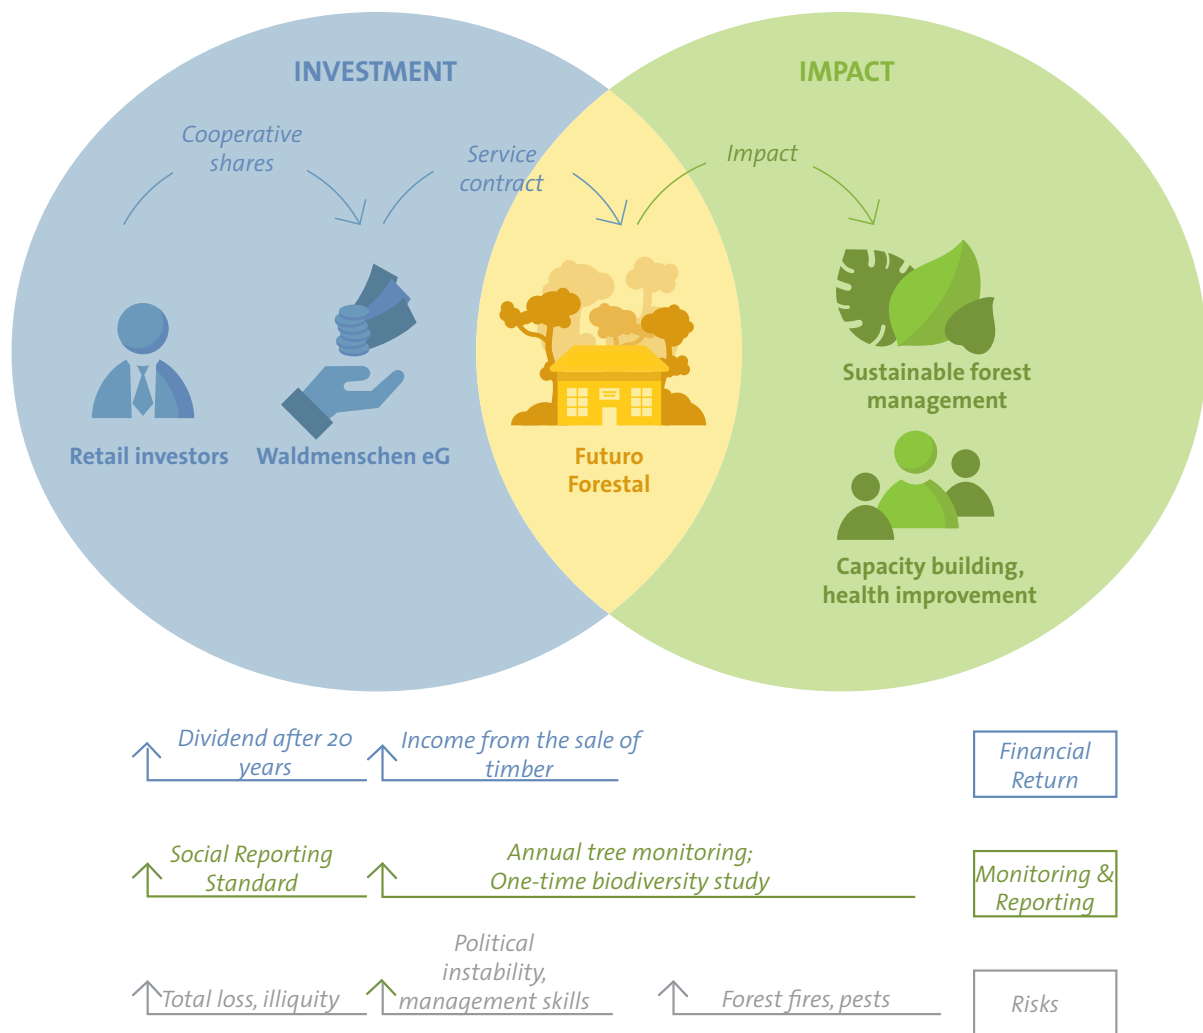 INVESTMENT
IMPACT
Cooperative
shares
Service
contract
Impact
Retail investors
Waldmenschen eG
Futuro
Forestal
Sustainable forest
management
Capacity building,
health improvement
Dividend after 20
years
Income from the sale of
timber
Financial
Return
Social Reporting
Standard
Annual tree monitoring;
One-time biodiversity study
Monitoring &
Reporting
Total loss, illiquity
Political
instability,
management skills
Forest fires, pests
Risks